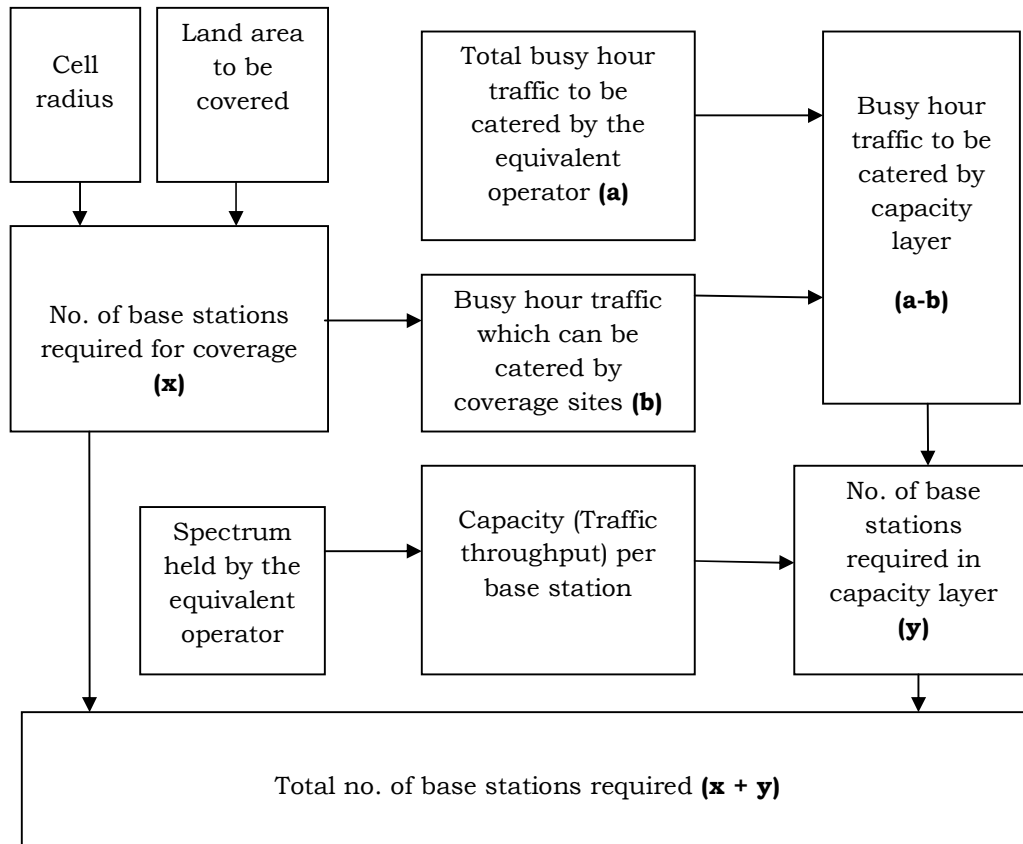 Cell
radius
Land area
to be
covered
Total busy hour
traffic to be
catered by the
equivalent
operator (a)
Busy hour
traffic to be
catered by
capacity
layer
(a-b)
No. of base stations
required for coverage
(x)
Busy hour traffic
which can be
catered by
coverage sites (b)
Spectrum
held by the
equivalent
operator
Capacity (Traffic
throughput) per
base station
No. of base
stations
required in
capacity layer
(y)
Total no. of base stations required (x + y)